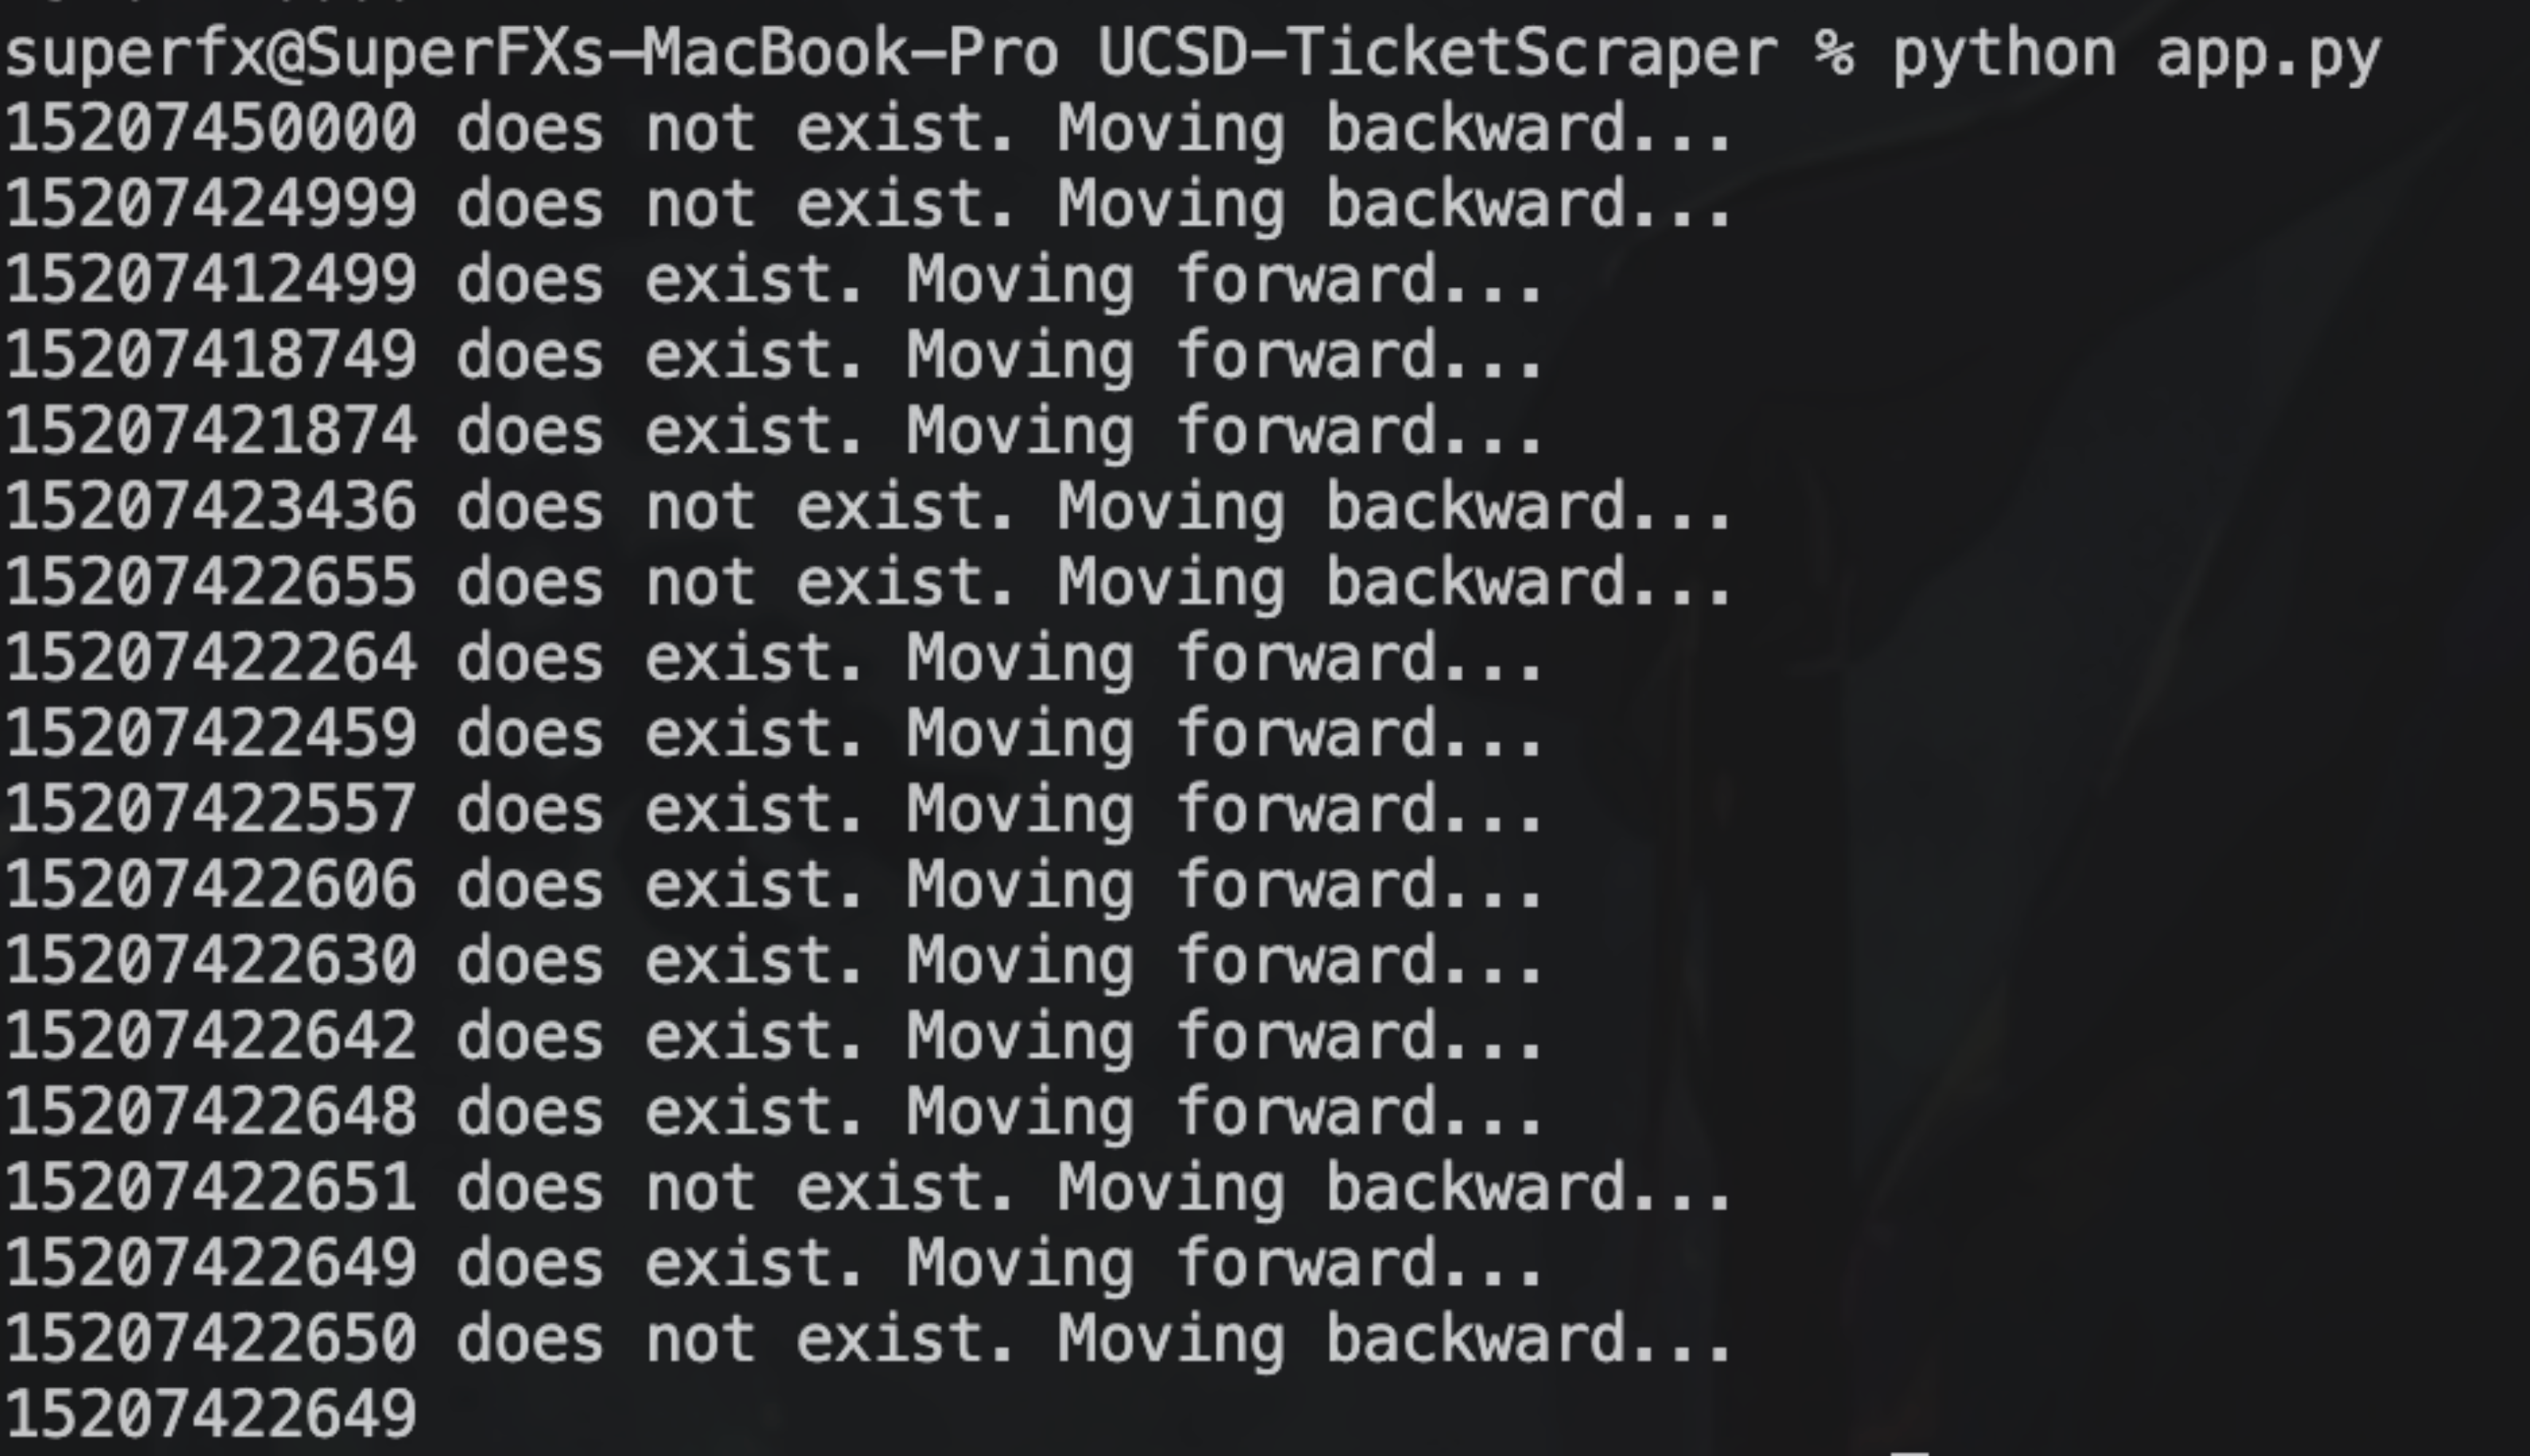 superfx@SuperFXs-MacBook-Pro UCSD-TicketScraper % python app.py
15207450000 does not exist. Moving backward...
15207424999 does not exist. Moving backward...
15207412499 does exist. Moving forward...
15207418749 does exist. Moving forward...
15207421874 does exist. Moving forward...
15207423436 does not exist. Moving backward...
15207422655 does not exist. Moving backward...
15207422264 does exist. Moving forward...
15207422459 does exist. Moving forward...
15207422557 does exist. Moving forward...
15207422606 does exist. Moving forward...
15207422630 does exist. Moving forward...
15207422642 does exist. Moving forward...
15207422648 does exist. Moving forward...
15207422651 does not exist. Moving backward...
15207422649 does exist. Moving forward...
15207422650 does not exist. Moving backward...
15207422649